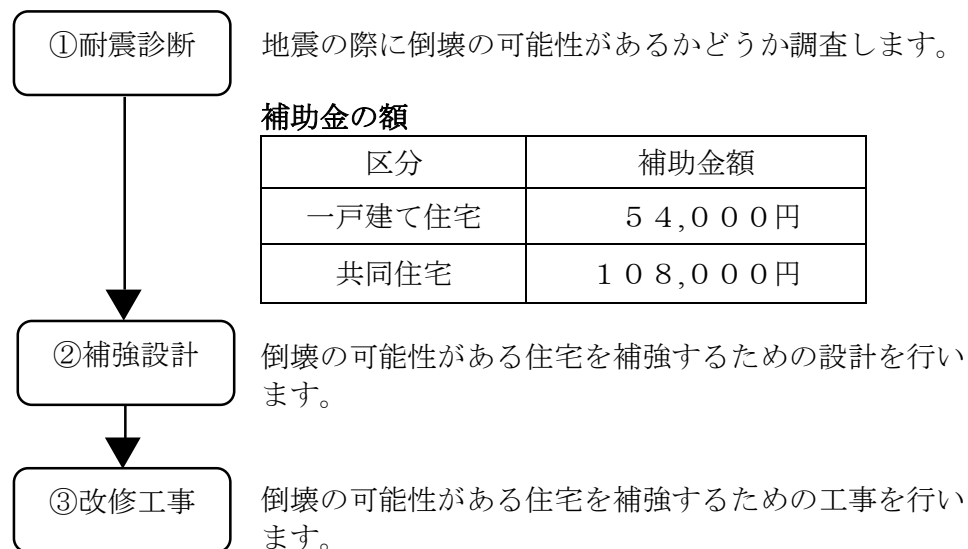 ①耐震診断
地震の際に倒壊の可能性があるかどうか調査します。
補助金の額
区分 補助金額
一戸建て住宅 ５４,０００円
共同住宅 １０８,０００円
②補強設計
倒壊の可能性がある住宅を補強するための設計を行い
ます。
③改修工事
倒壊の可能性がある住宅を補強するための工事を行い
ます。